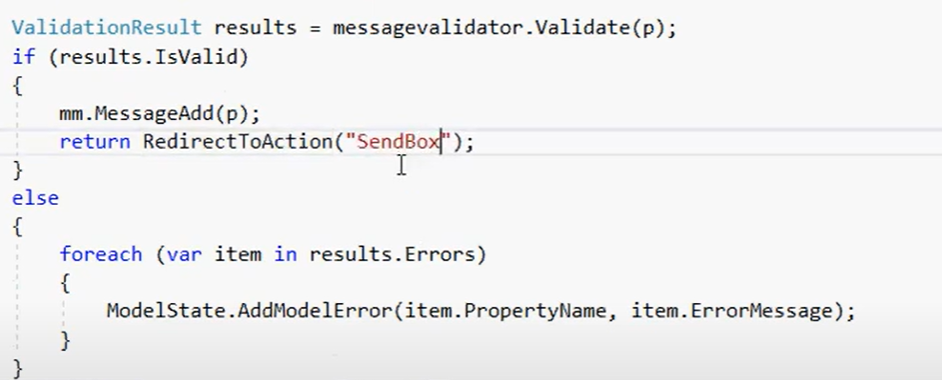 ValidationResult results = messagevalidator.Validate(p);
if (results.IsValid)
{
    mm.MessageAdd(p);
    return RedirectToAction("SendBox");
}
else
{
    foreach (var item in results.Errors)
    {
        ModelState.AddModelError(item.PropertyName, item.ErrorMessage);
    }
}